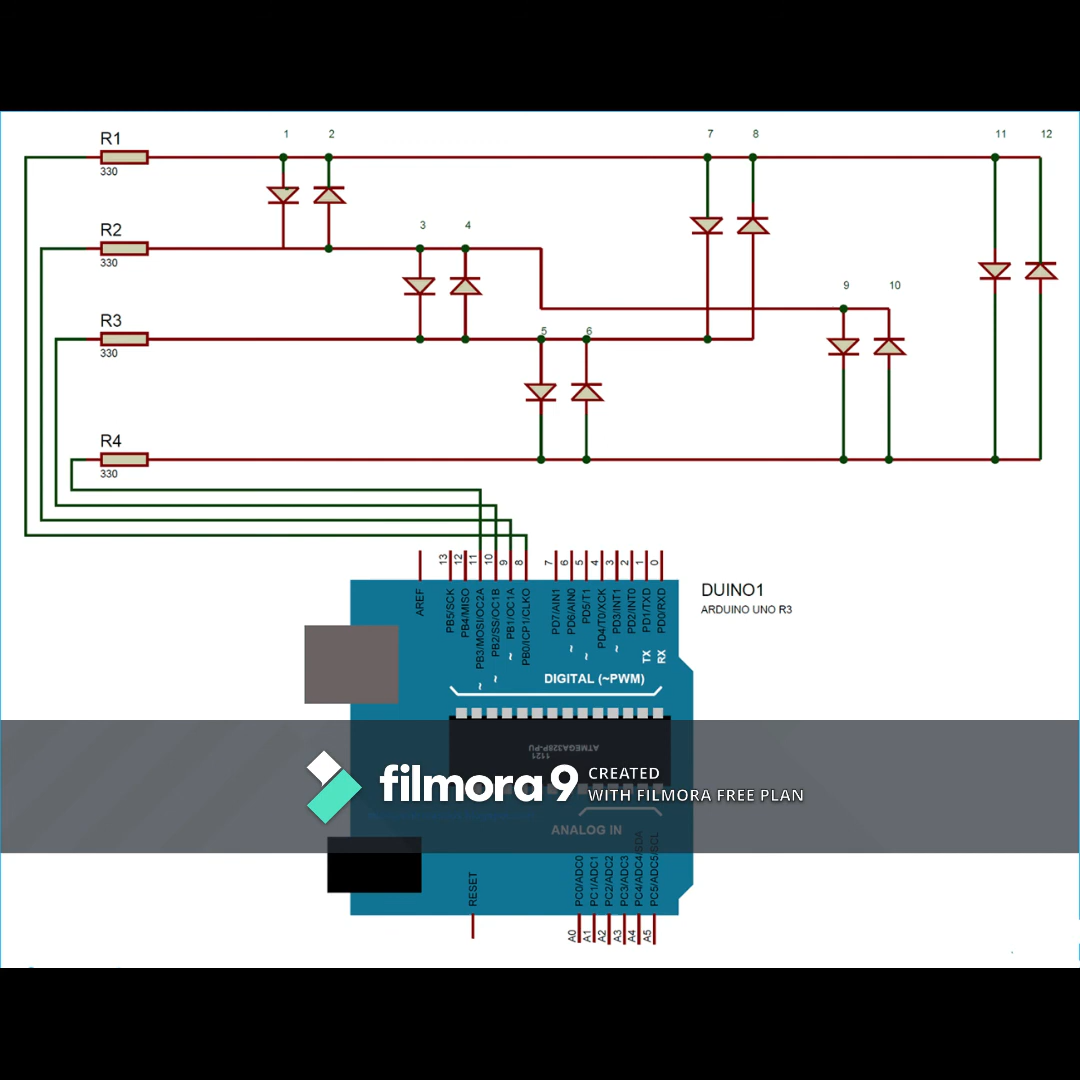 1 2 7 8 11 12
R1
330
3 4
R2
330
9 10
R3
330
5 6
R4
330
13 12 11 10 9 8 7 6 5 4 3 2 1 0
DUINO1
ARDUINO UNO R3
AREF
PB5/SCK
PB4/MISO
PB3/MOSI/OC2A
PB2/SS/OC1B
PB1/OC1A
PB0/ICP1/CLKO
PD7/AIN1
PD6/AIN0
PD5/T1
PD4/T0/XCK
PD3/INT1
PD2/INT0
PD1/TXD
PD0/RXD
~ ~ ~ ~ ~ ~
TX
RX
DIGITAL (~PWM)
ATMEGA328P-PU
1121
filmora9 CREATED
WITH FILMORA FREE PLAN
ANALOG IN
RESET
PC0/ADC0
PC1/ADC1
PC2/ADC2
PC3/ADC3
PC4/ADC4/SDA
PC5/ADC5/SCL
A0 A1 A2 A3 A4 A5